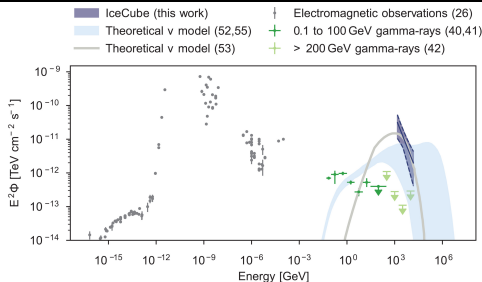 IceCube (this work)
Theoretical ν model (52,55)
Theoretical ν model (53)
Electromagnetic observations (26)
0.1 to 100 GeV gamma-rays (40,41)
> 200 GeV gamma-rays (42)
E²Φ [TeV cm⁻² s⁻¹]
10⁻⁹
10⁻¹⁰
10⁻¹¹
10⁻¹²
10⁻¹³
10⁻¹⁴
10⁻¹⁵ 10⁻¹² 10⁻⁹ 10⁻⁶ 10⁻³ 10⁰ 10³ 10⁶
Energy [GeV]